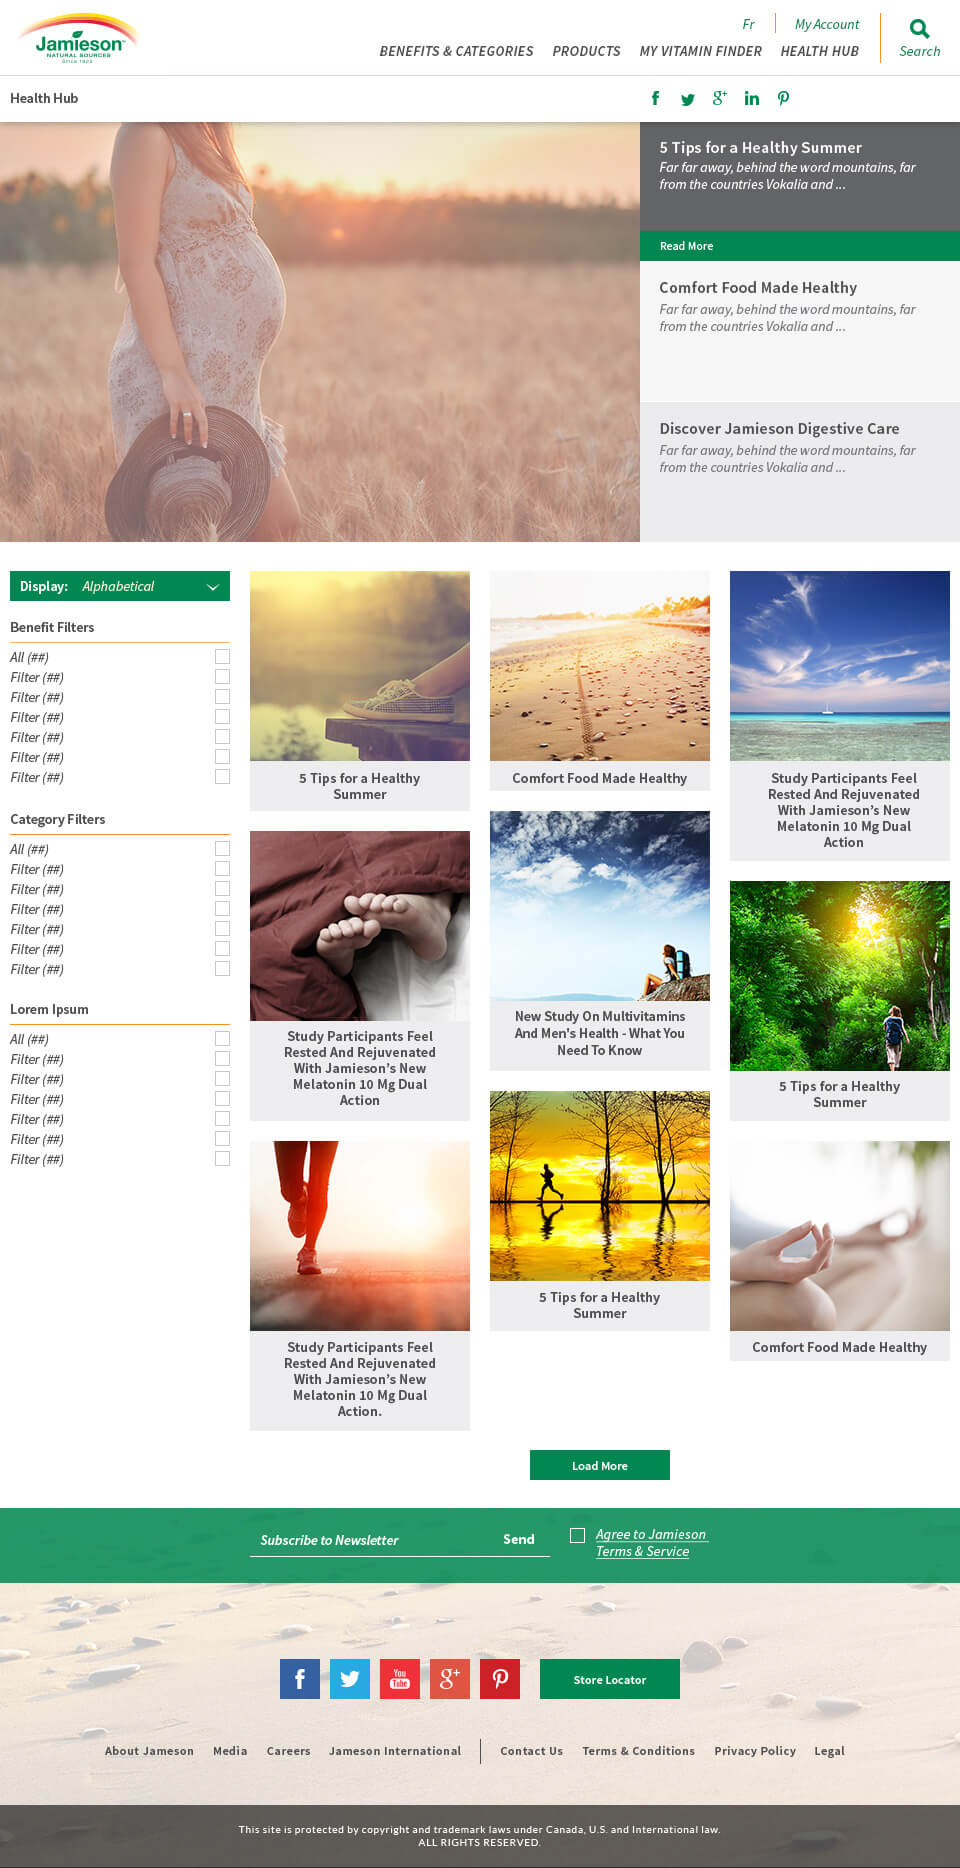 Jamieson
NATURAL SOURCES
Since 1922
Fr
My Account
BENEFITS & CATEGORIES
PRODUCTS
MY VITAMIN FINDER
HEALTH HUB
Search
Health Hub
5 Tips for a Healthy Summer
Far far away, behind the word mountains, far
from the countries Vokalia and ...
Read More
Comfort Food Made Healthy
Far far away, behind the word mountains, far
from the countries Vokalia and ...
Discover Jamieson Digestive Care
Far far away, behind the word mountains, far
from the countries Vokalia and ...
Display: Alphabetical
Benefit Filters
All (##)
Filter (##)
Filter (##)
Filter (##)
Filter (##)
Filter (##)
Filter (##)
Category Filters
All (##)
Filter (##)
Filter (##)
Filter (##)
Filter (##)
Filter (##)
Filter (##)
Lorem Ipsum
All (##)
Filter (##)
Filter (##)
Filter (##)
Filter (##)
Filter (##)
Filter (##)
5 Tips for a Healthy
Summer
Study Participants Feel
Rested And Rejuvenated
With Jamieson's New
Melatonin 10 Mg Dual
Action
Study Participants Feel
Rested And Rejuvenated
With Jamieson's New
Melatonin 10 Mg Dual
Action.
Comfort Food Made Healthy
New Study On Multivitamins
And Men's Health - What You
Need To Know
5 Tips for a Healthy
Summer
Study Participants Feel
Rested And Rejuvenated
With Jamieson's New
Melatonin 10 Mg Dual
Action
5 Tips for a Healthy
Summer
Comfort Food Made Healthy
Load More
Subscribe to Newsletter
Send
Agree to Jamieson
Terms & Service
You
Tube
Store Locator
About Jameson
Media
Careers
Jameson International
Contact Us
Terms & Conditions
Privacy Policy
Legal
This site is protected by copyright and trademark laws under Canada, U.S. and International law.
ALL RIGHTS RESERVED.